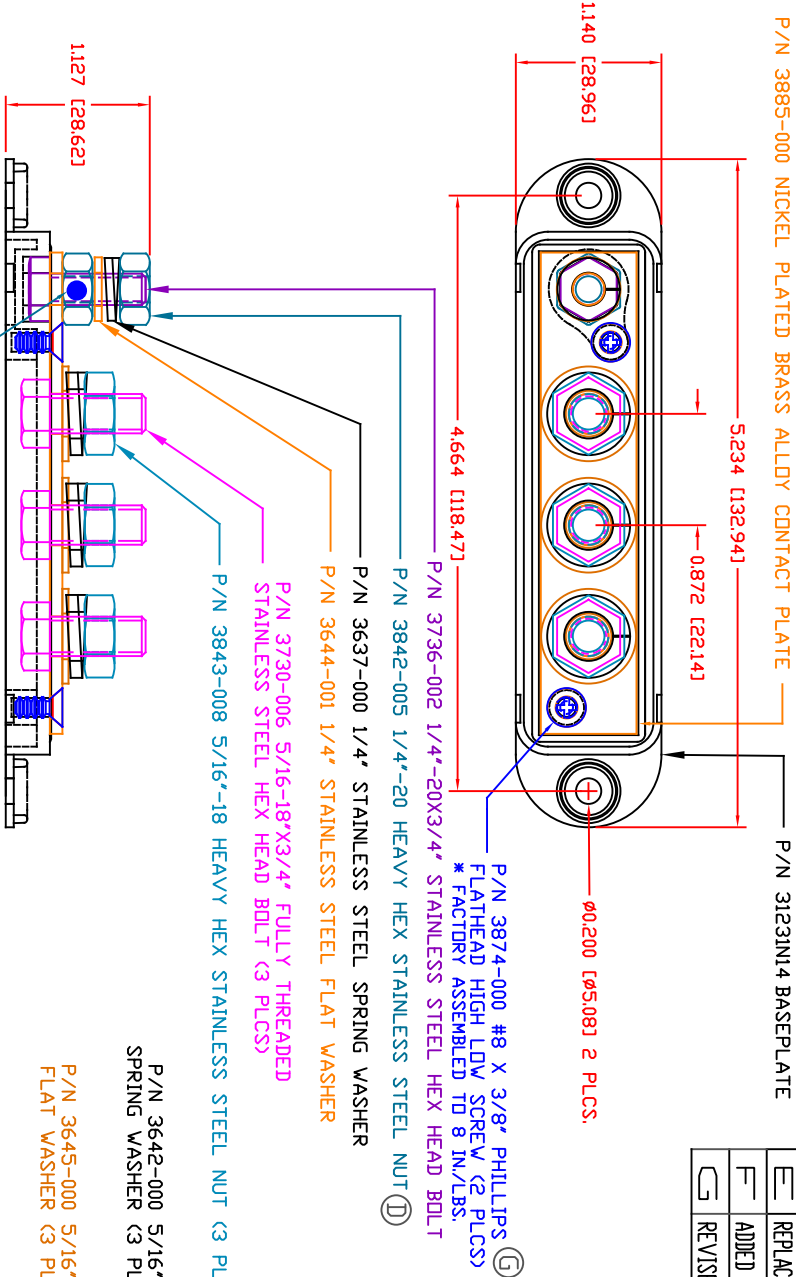 P/N 3885-000 NICKEL PLATED BRASS ALLOY CONTACT PLATE
P/N 31231N14 BASEPLATE
1.140 [28.96]
5.234 [132.94]
0.872 [22.14]
4.664 [118.47]
ø0.200 [ø5.08] 2 PLCS.
1.127 [28.62]
P/N 3874-000 #8 X 3/8" PHILLIPS
FLATHEAD HIGH LOW SCREW (2 PLCS)
* FACTORY ASSEMBLED TO 8 IN./LBS.
G
P/N 3736-002 1/4"-20X3/4" STAINLESS STEEL HEX HEAD BOLT
P/N 3842-005 1/4"-20 HEAVY HEX STAINLESS STEEL NUT
D
P/N 3637-000 1/4" STAINLESS STEEL SPRING WASHER
P/N 3644-001 1/4" STAINLESS STEEL FLAT WASHER
P/N 3730-006 5/16-18"X3/4" FULLY THREADED
STAINLESS STEEL HEX HEAD BOLT (3 PLCS)
P/N 3843-008 5/16"-18 HEAVY HEX STAINLESS STEEL NUT (3 PL
P/N 3642-000 5/16"
SPRING WASHER (3 PL
P/N 3645-000 5/16"
FLAT WASHER (3 PL
E REPLAC
F ADDED
G REVIS